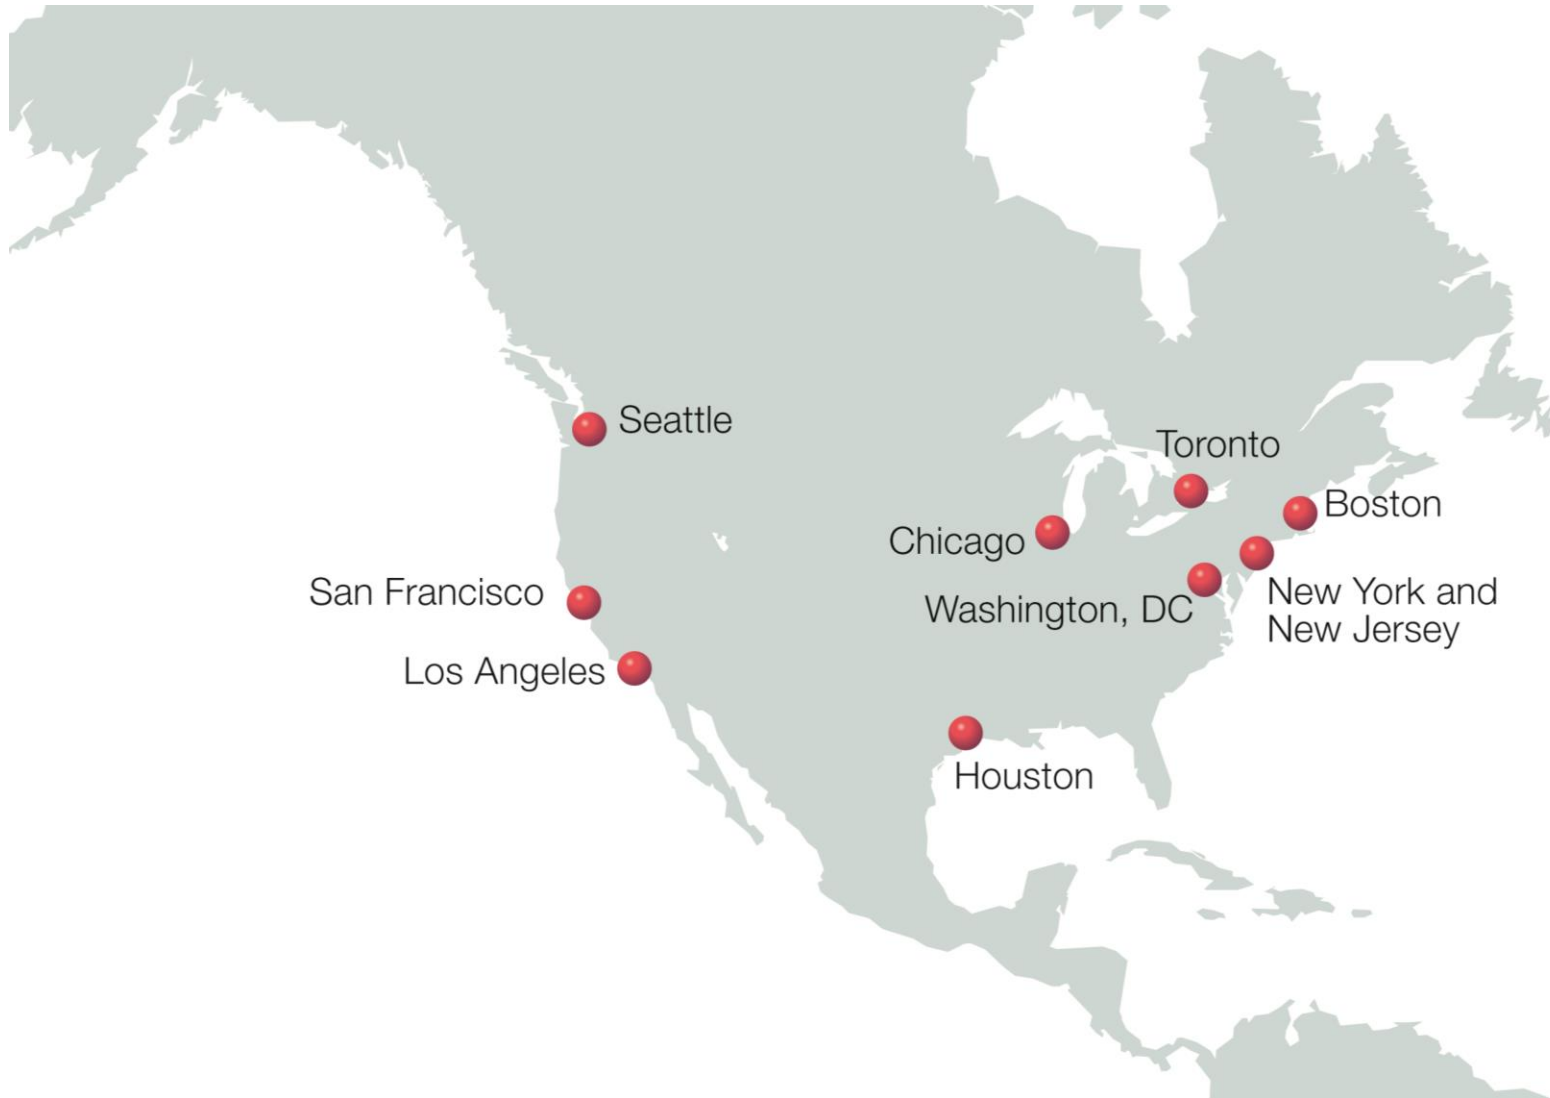 Seattle
Toronto
Boston
Chicago
San Francisco
Washington, DC
New York and
New Jersey
Los Angeles
Houston